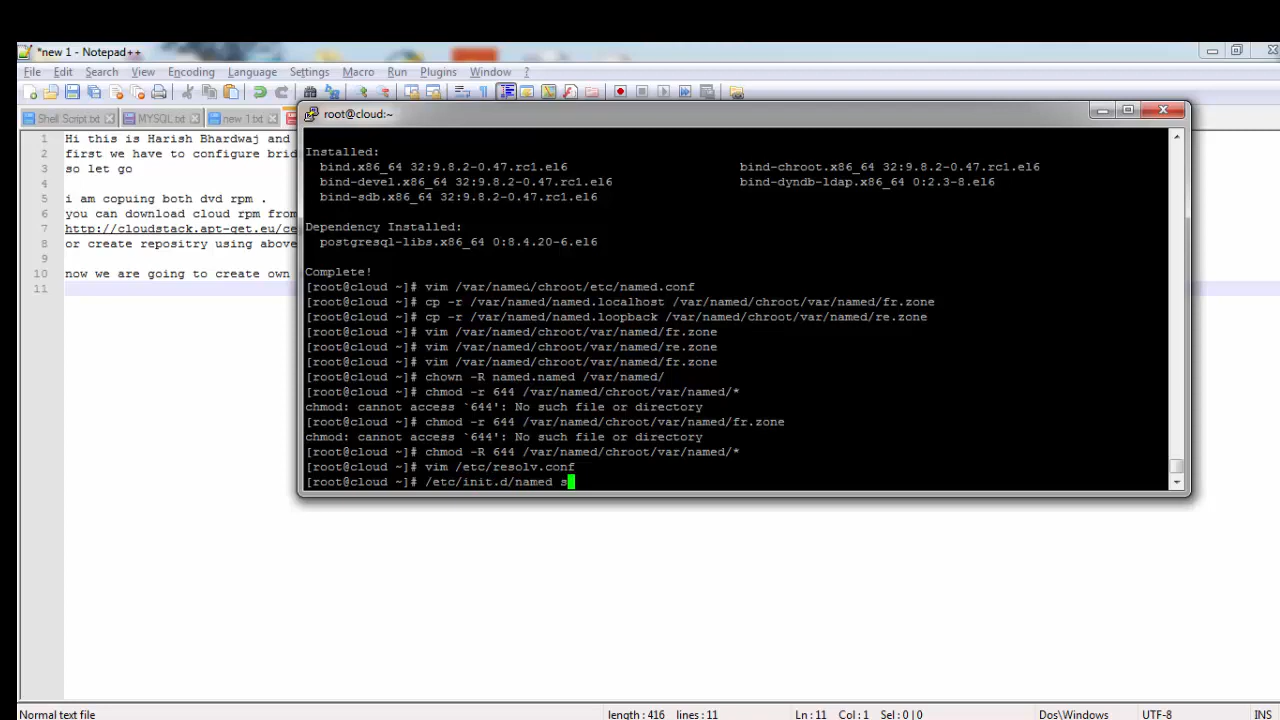 *new 1 - Notepad++
File Edit Search View Encoding Language Settings Macro Run Plugins Window ?
Shell Script.txt MYSQL.txt new 1.txt
root@cloud:~
1 Hi this is Harish Bhardwaj and
2 first we have to configure brid
3 so let go
4
5 i am copuing both dvd rpm .
6 you can download cloud rpm from
7 http://cloudstack.apt-get.eu/ce
8 or create repositry using above
9
10 now we are going to create own
11
Installed:
bind.x86_64 32:9.8.2-0.47.rc1.el6 bind-chroot.x86_64 32:9.8.2-0.47.rc1.el6
bind-devel.x86_64 32:9.8.2-0.47.rc1.el6 bind-dyndb-ldap.x86_64 0:2.3-8.el6
bind-sdb.x86_64 32:9.8.2-0.47.rc1.el6
Dependency Installed:
postgresql-libs.x86_64 0:8.4.20-6.el6
Complete!
[root@cloud ~]# vim /var/named/chroot/etc/named.conf
[root@cloud ~]# cp -r /var/named/named.localhost /var/named/chroot/var/named/fr.zone
[root@cloud ~]# cp -r /var/named/named.loopback /var/named/chroot/var/named/re.zone
[root@cloud ~]# vim /var/named/chroot/var/named/fr.zone
[root@cloud ~]# vim /var/named/chroot/var/named/re.zone
[root@cloud ~]# vim /var/named/chroot/var/named/fr.zone
[root@cloud ~]# chown -R named.named /var/named/
[root@cloud ~]# chmod -r 644 /var/named/chroot/var/named/*
chmod: cannot access `644': No such file or directory
[root@cloud ~]# chmod -r 644 /var/named/chroot/var/named/fr.zone
chmod: cannot access `644': No such file or directory
[root@cloud ~]# chmod -R 644 /var/named/chroot/var/named/*
[root@cloud ~]# vim /etc/resolv.conf
[root@cloud ~]# /etc/init.d/named s
Normal text file length : 416 lines : 11 Ln : 11 Col : 1 Sel : 0 | 0 Dos\Windows UTF-8 INS